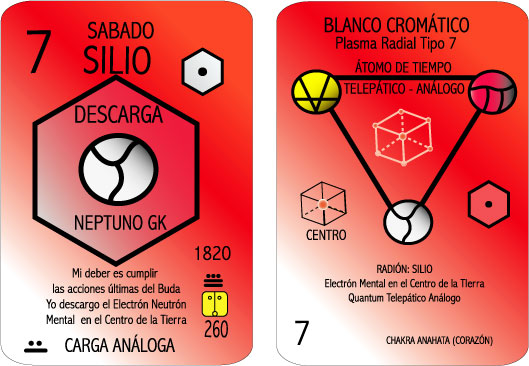 7
SABADO
SILIO
DESCARGA
NEPTUNO GK
1820
Mi deber es cumplir
las acciones últimas del Buda
Yo descargo el Electrón Neutrón
Mental en el Centro de la Tierra
260
CARGA ANÁLOGA
BLANCO CROMÁTICO
Plasma Radial Tipo 7
ÁTOMO DE TIEMPO
TELEPÁTICO - ANÁLOGO
CENTRO
RADIÓN: SILIO
Electrón Mental en el Centro de la Tierra
Quantum Telepático Análogo
7
CHAKRA ANAHATA (CORAZÓN)